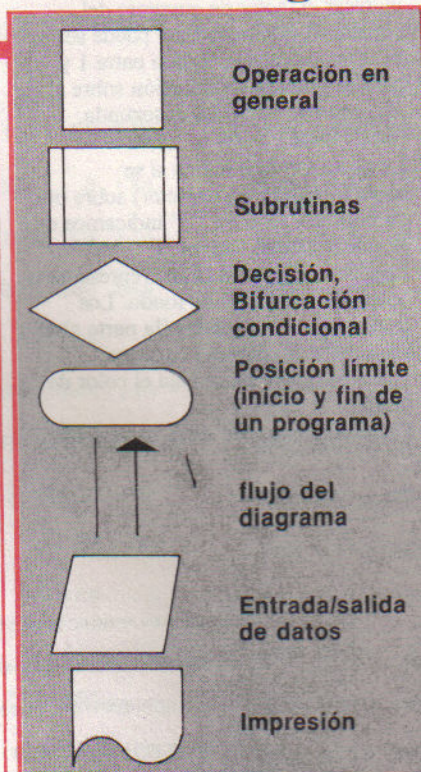 Operación en
general
Subrutinas
Decisión,
Bifurcación
condicional
Posición límite
(inicio y fin de
un programa)
flujo del
diagrama
Entrada/salida
de datos
Impresión